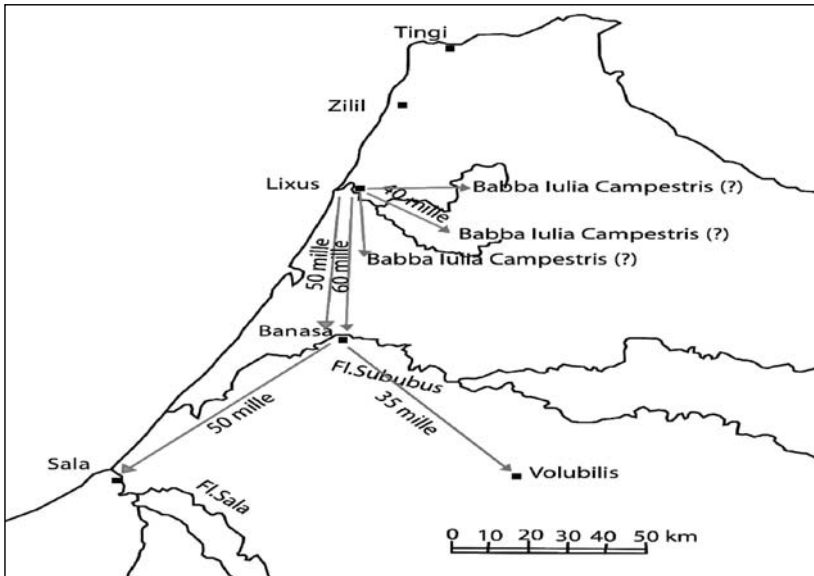 Tingi
Zilil
Lixus
40 mille
Babba Iulia Campestris (?)
Babba Iulia Campestris (?)
Babba Iulia Campestris (?)
50 mille
60 mille
Banasa
Fl.Sububus
50 mille
35 mille
Sala
Fl.Sala
Volubilis
0 10 20 30 40 50 km